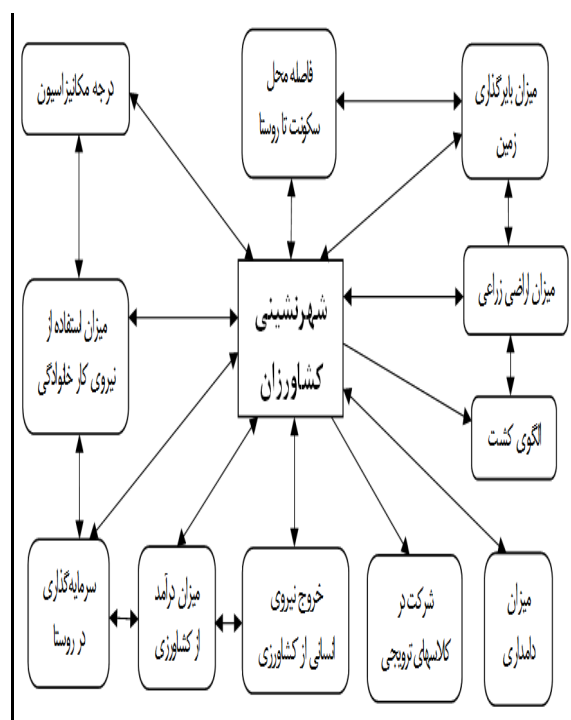 میزان بایرگذاری
زمین
فاصله محل
سکونت تا روستا
درجه مکانیزاسیون
میزان اراضی زراعی
شهرنشینی
کشاورزان
میزان استفاده از
نیروی کار خانوادگی
الگوی کشت
میزان
دامداری
شرکت در
کلاسهای ترویجی
خروج نیروی
انسانی از کشاورزی
میزان درآمد
از کشاورزی
سرمایه‌گذاری
در روستا